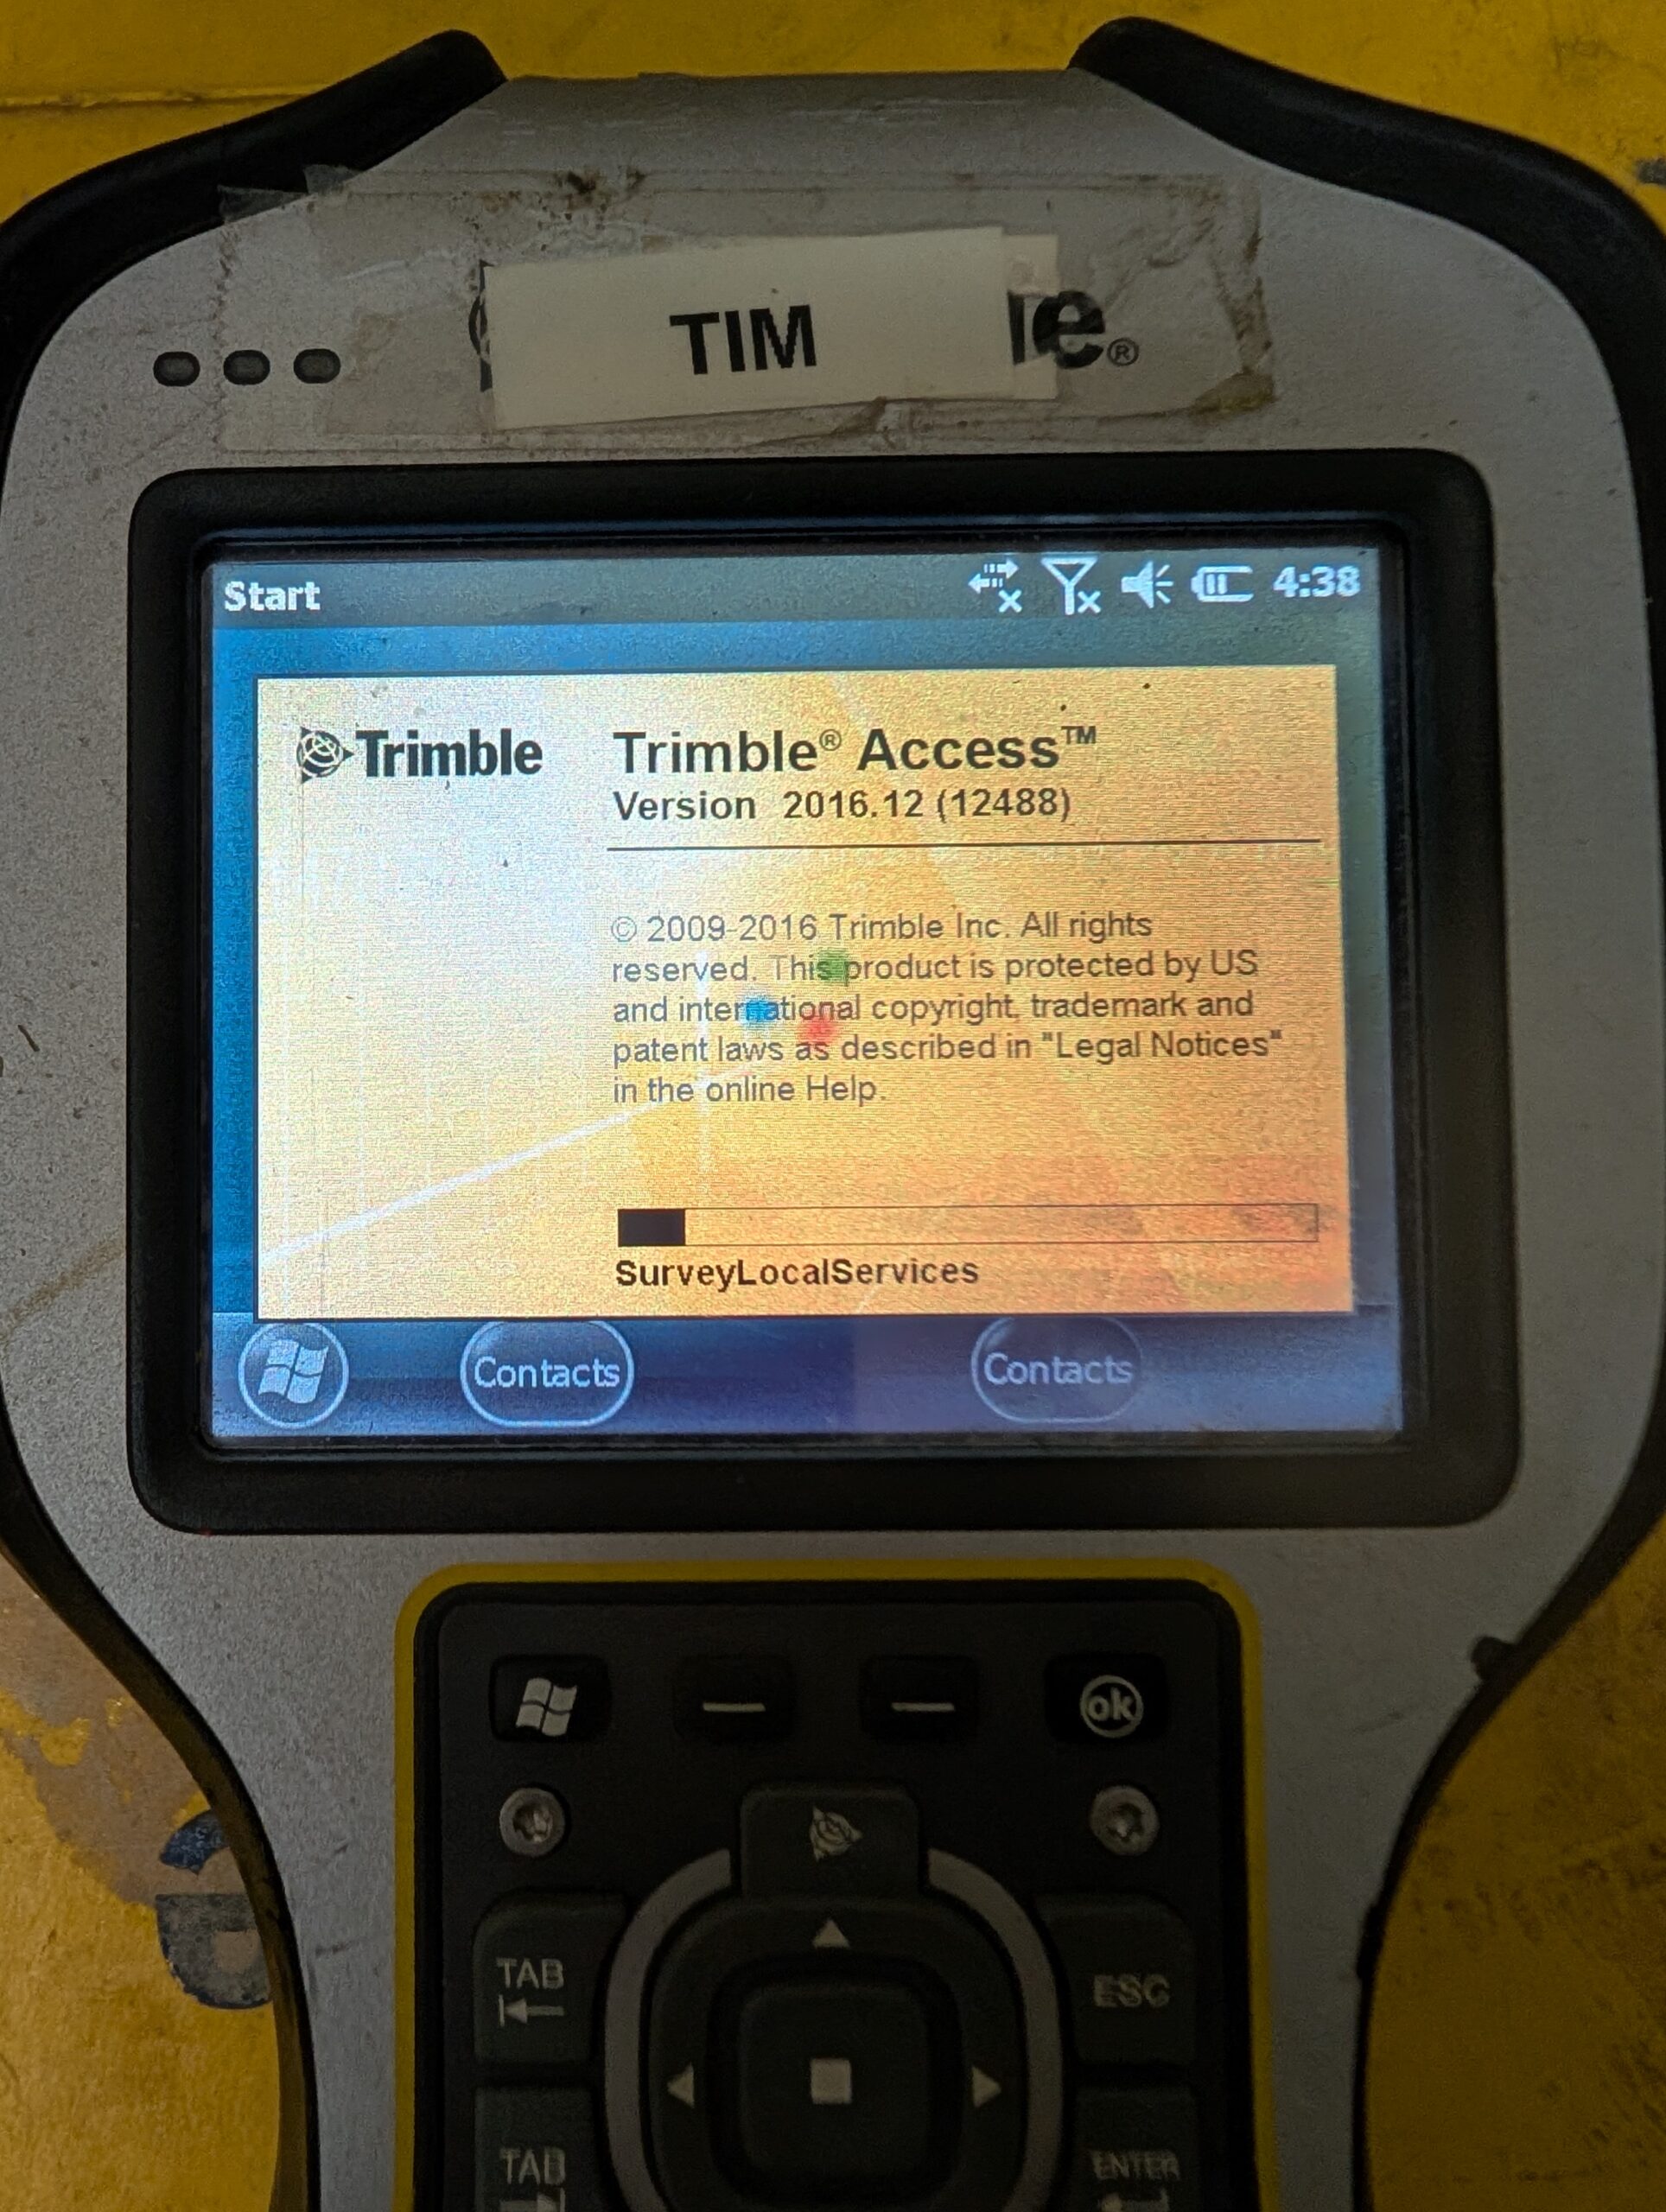 TIM
le®
Start
4:38
Trimble
Trimble® Access™
Version 2016.12 (12488)
© 2009-2016 Trimble Inc. All rights
reserved. This product is protected by US
and international copyright, trademark and
patent laws as described in "Legal Notices"
in the online Help.
SurveyLocalServices
Contacts
Contacts
ok
TAB
ESC
TAB
ENTER